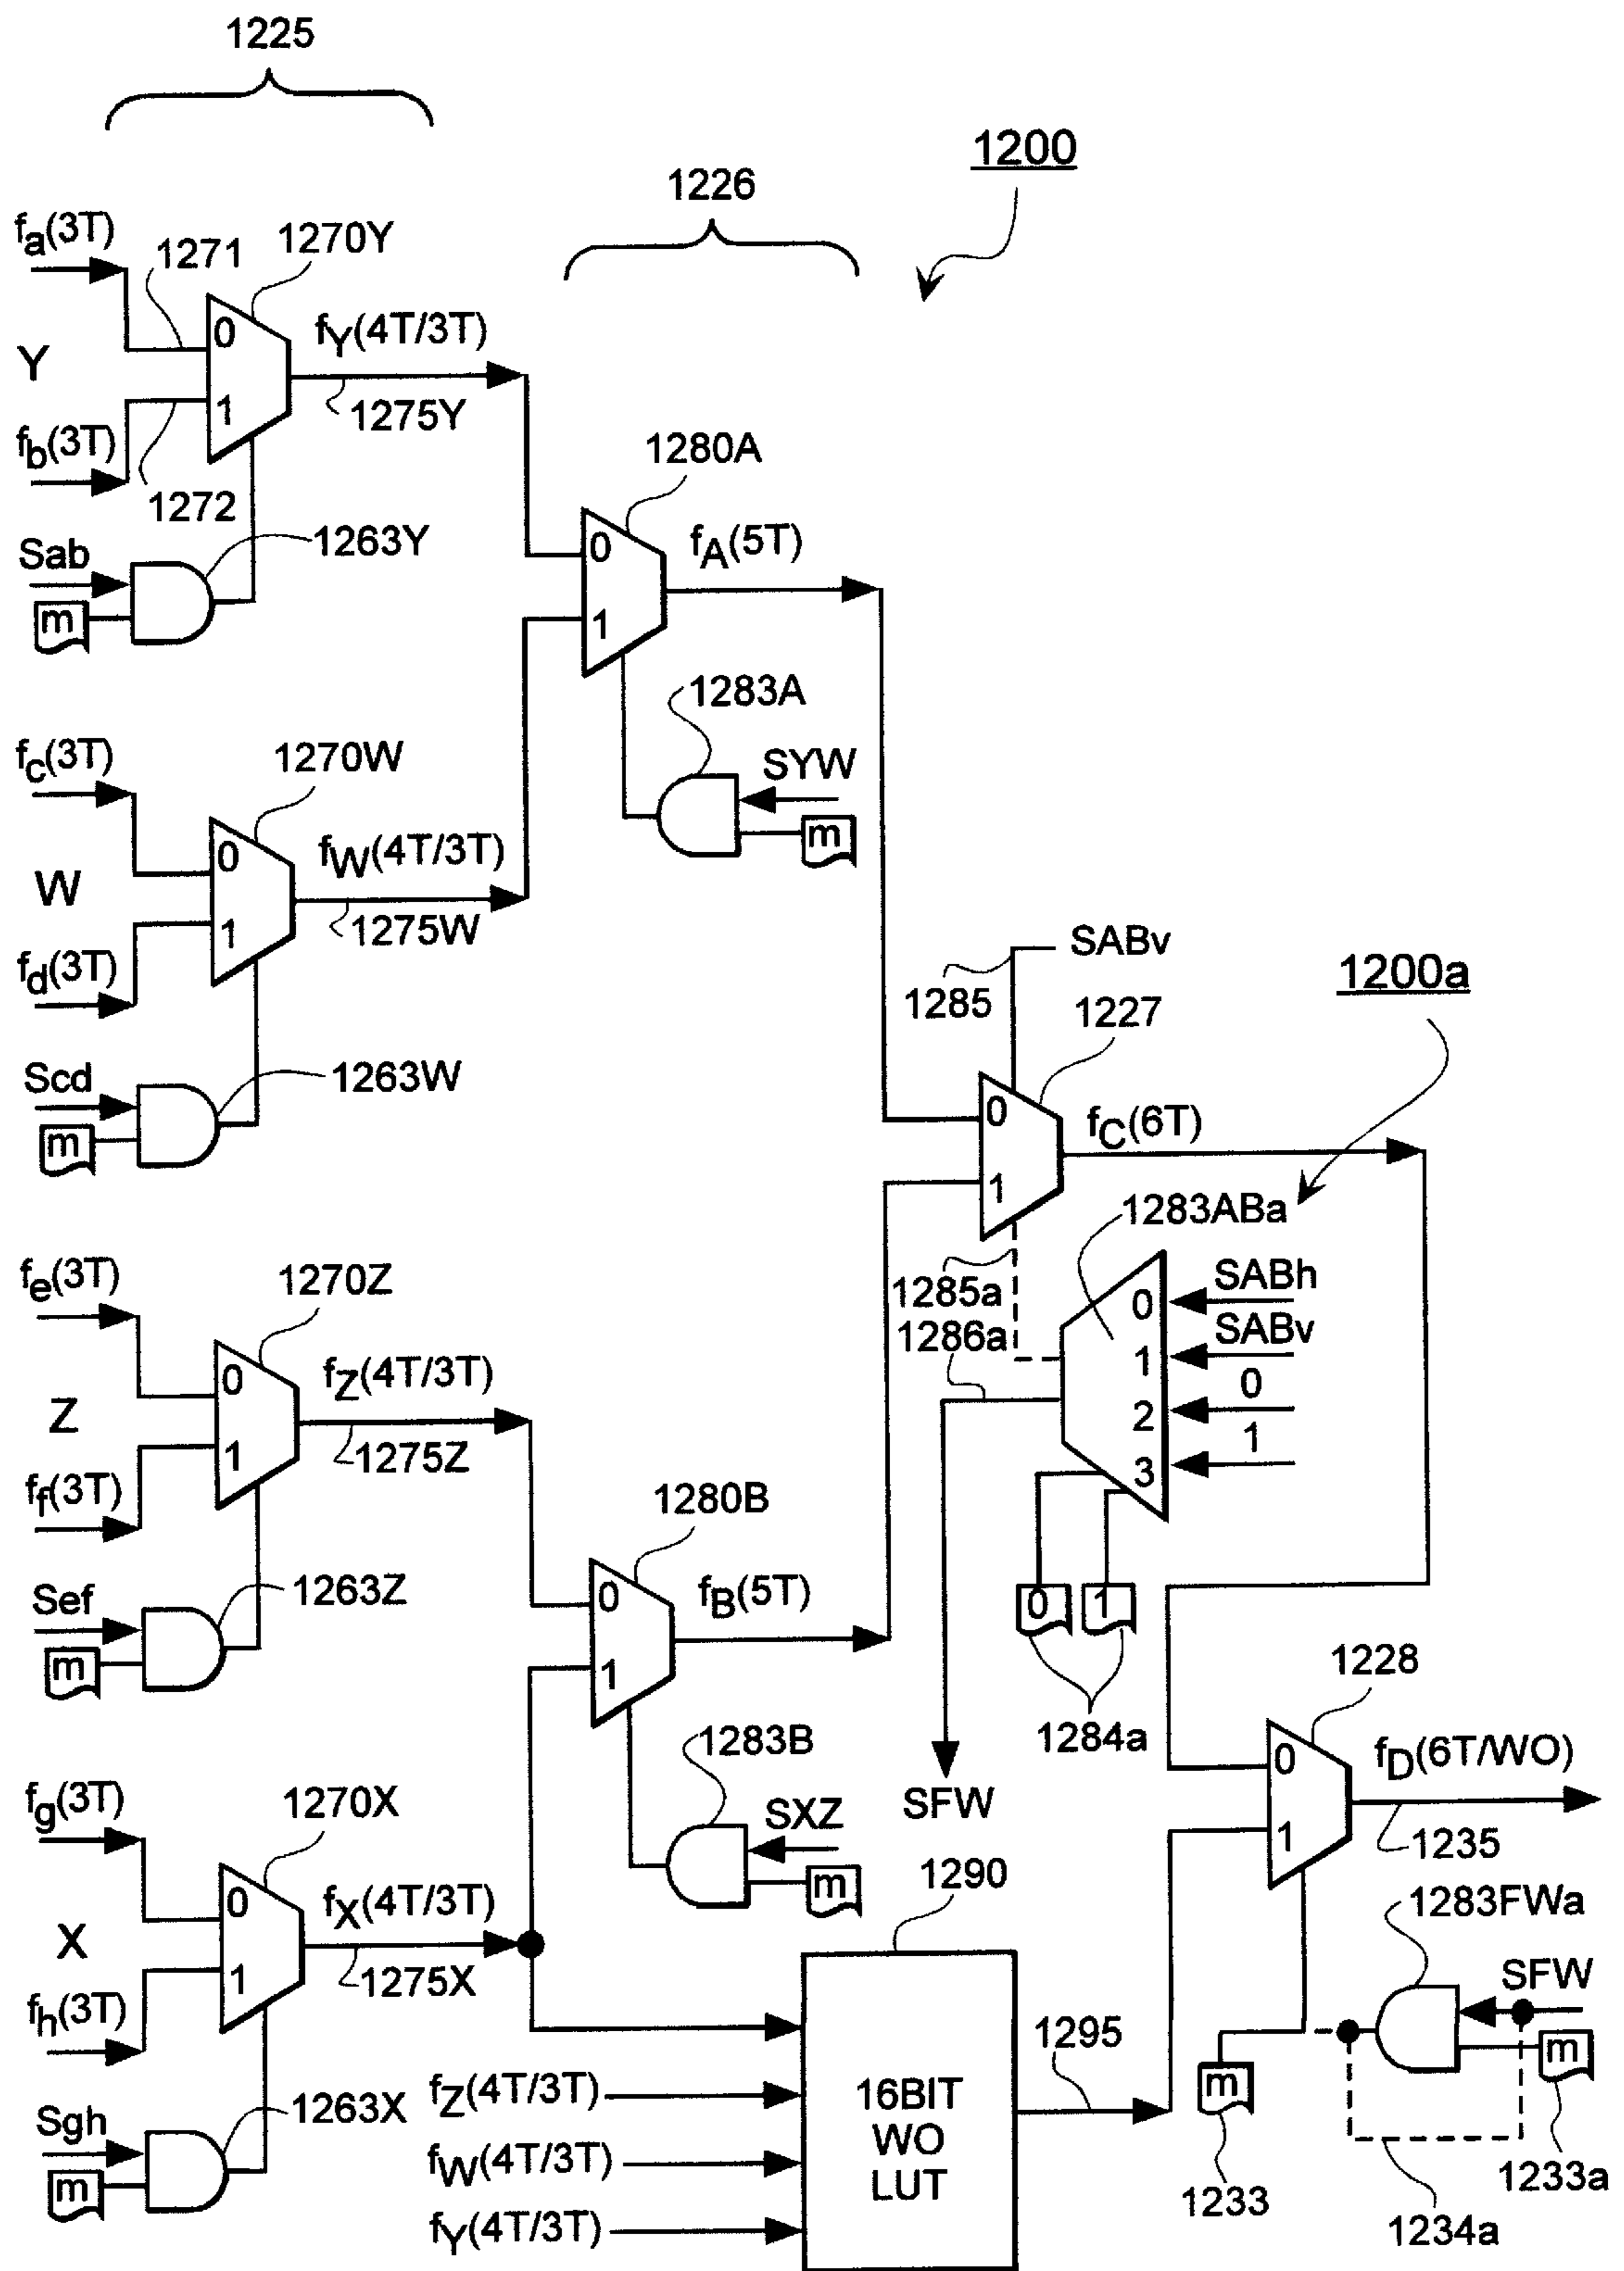 1225
1200
1226
fa(3T)
1271
1270Y
0
fY(4T/3T)
Y
1
1275Y
fb(3T)
1272
1280A
Sab
1263Y
0
fA(5T)
m
1
1283A
fc(3T)
1270W
SYW
0
fW(4T/3T)
m
W
1
1275W
SABv
fd(3T)
1285
1200a
1227
Scd
1263W
0
fC(6T)
m
1
1283ABa
fe(3T)
1270Z
1285a
0
SABh
1286a
1
SABv
0
fZ(4T/3T)
2
0
Z
1
1275Z
3
1
ff(3T)
1280B
Sef
1263Z
0
fB(5T)
0
1
m
1
1228
1284a
1283B
0
fD(6T/WO)
fg(3T)
1270X
SFW
SXZ
1
1235
0
fX(4T/3T)
m
1290
1283FWa
X
1
1275X
SFW
fh(3T)
1295
m
m
Sgh
1263X
fZ(4T/3T)
16BIT
WO
LUT
m
fW(4T/3T)
1233
1233a
fY(4T/3T)
1234a